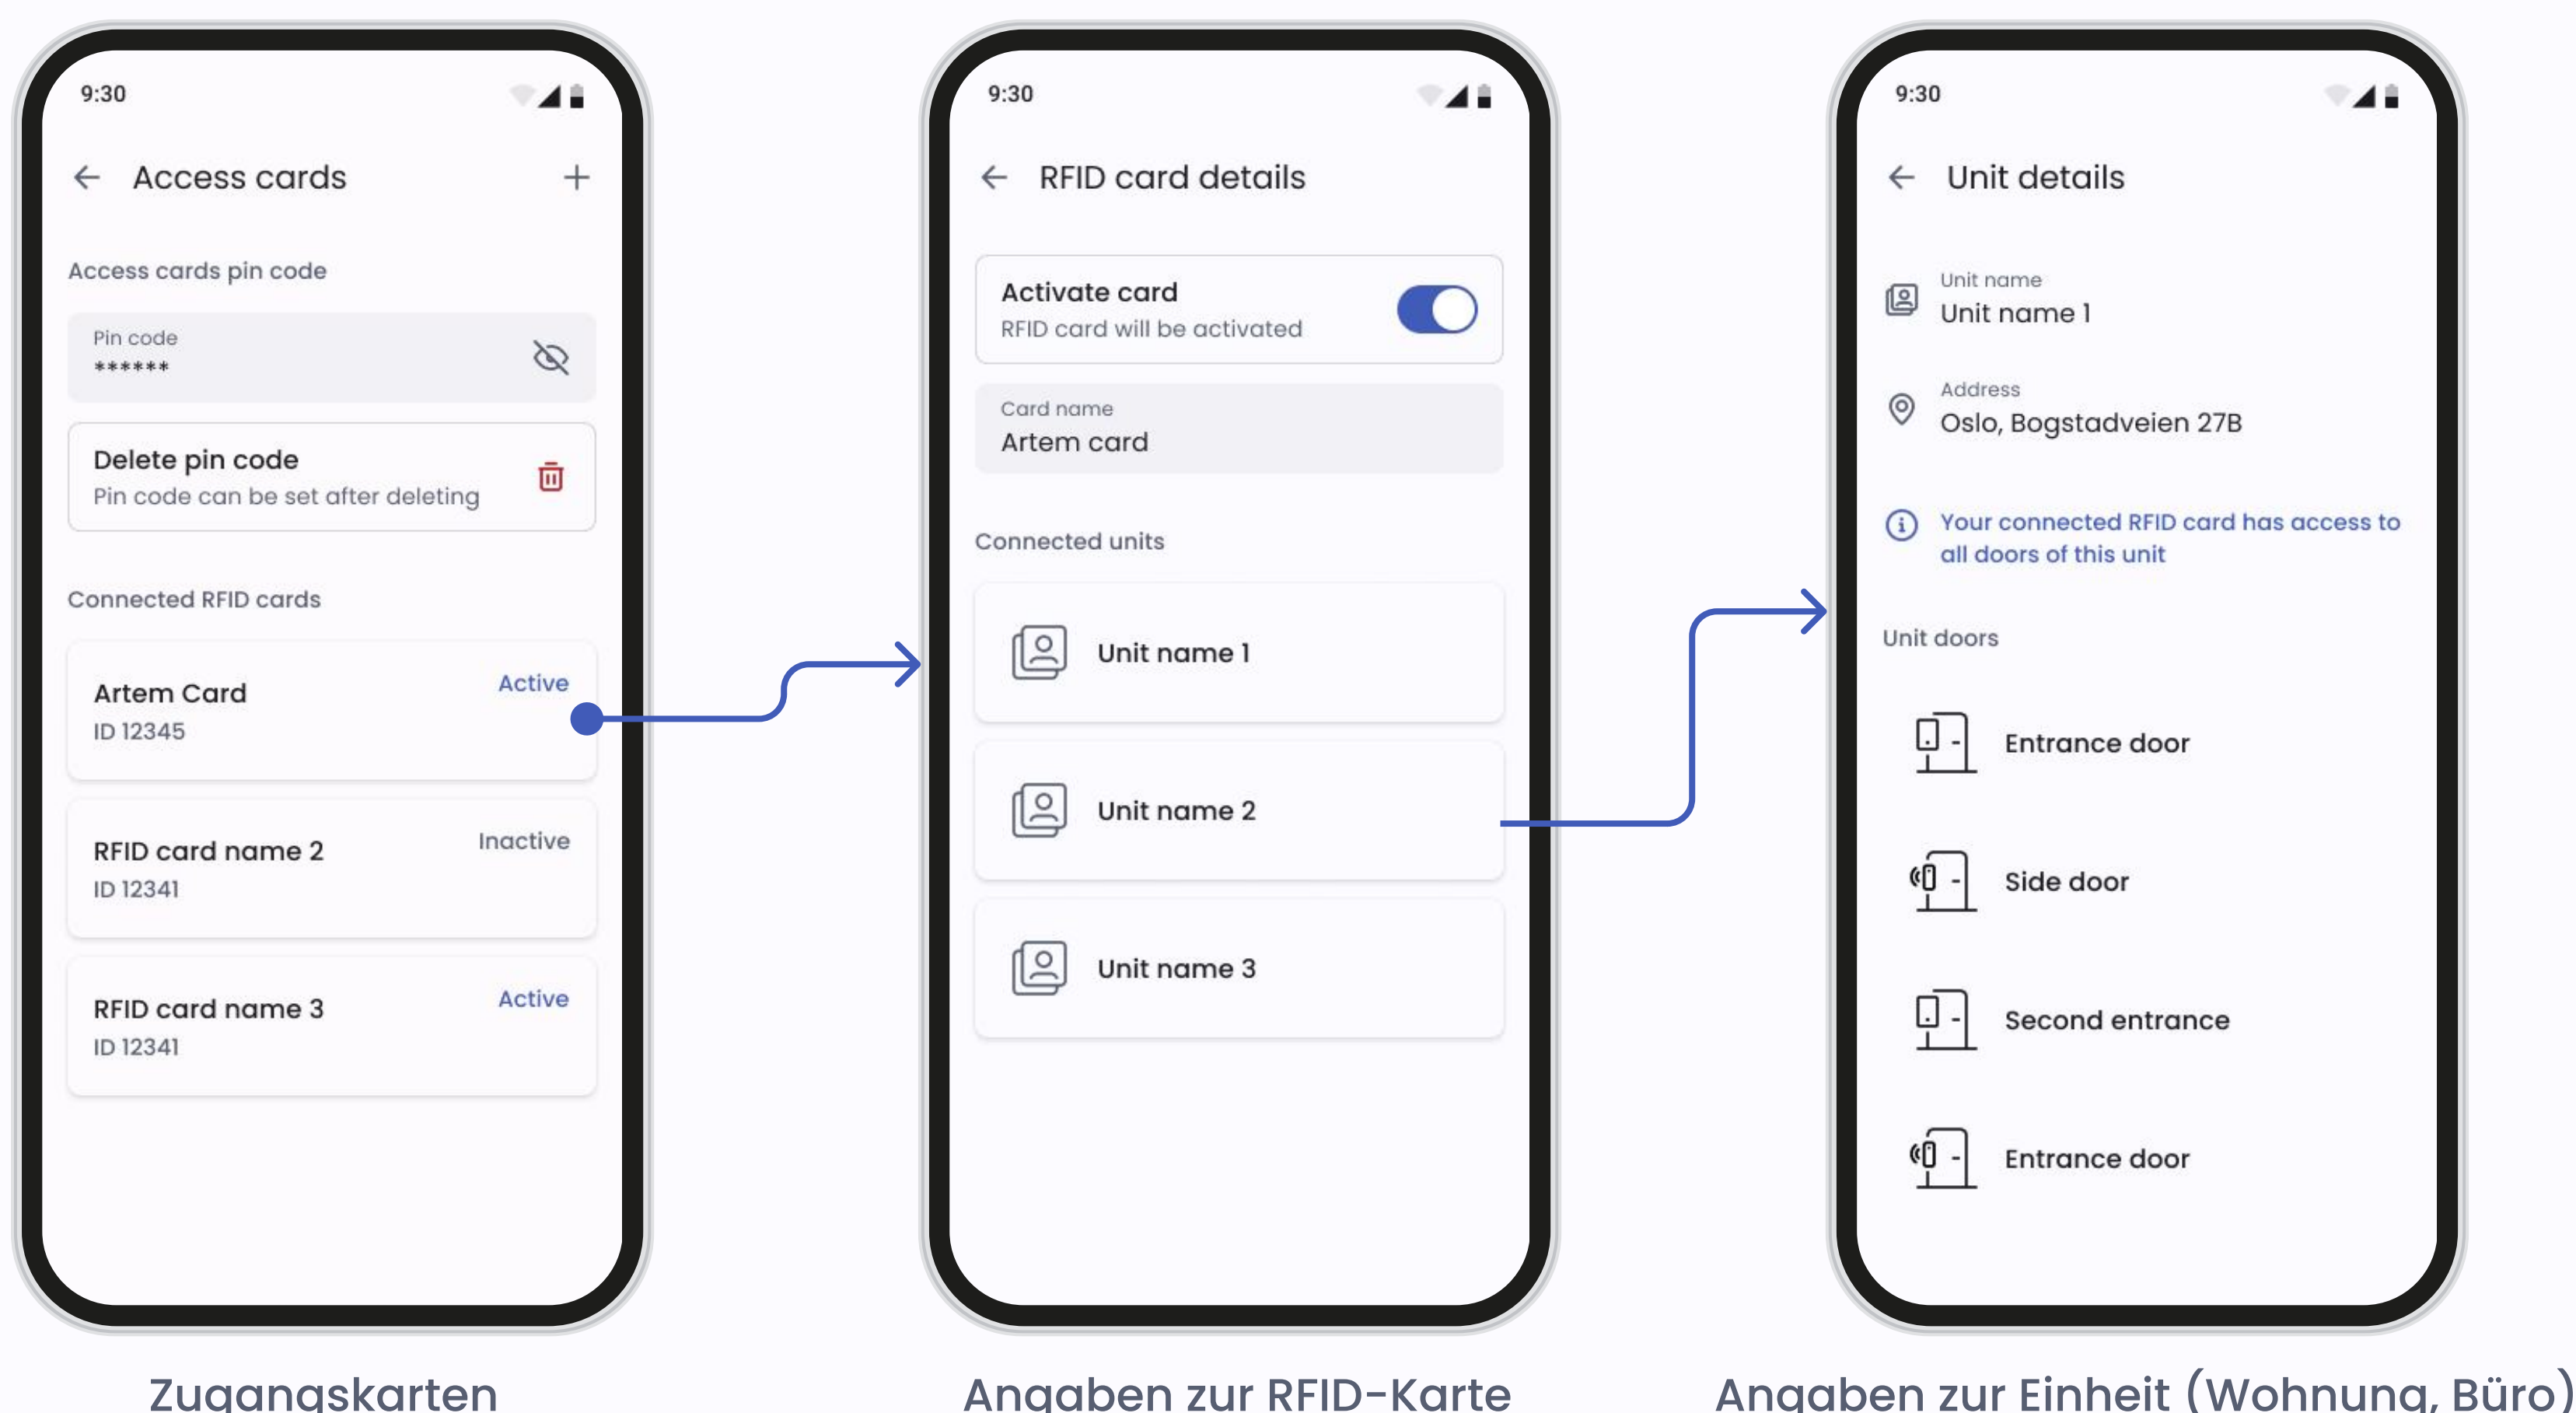 9:30
Access cards
Access cards pin code
Pin code
******
Delete pin code
Pin code can be set after deleting
Connected RFID cards
Artem Card
Active
ID 12345
RFID card name 2
Inactive
ID 12341
RFID card name 3
Active
ID 12341
Zugangskarten
9:30
RFID card details
Activate card
RFID card will be activated
Card name
Artem card
Connected units
Unit name 1
Unit name 2
Unit name 3
Angaben zur RFID-Karte
9:30
Unit details
Unit name
Unit name 1
Address
Oslo, Bogstadveien 27B
Your connected RFID card has access to
all doors of this unit
Unit doors
Entrance door
Side door
Second entrance
Entrance door
Angaben zur Einheit (Wohnung, Büro)